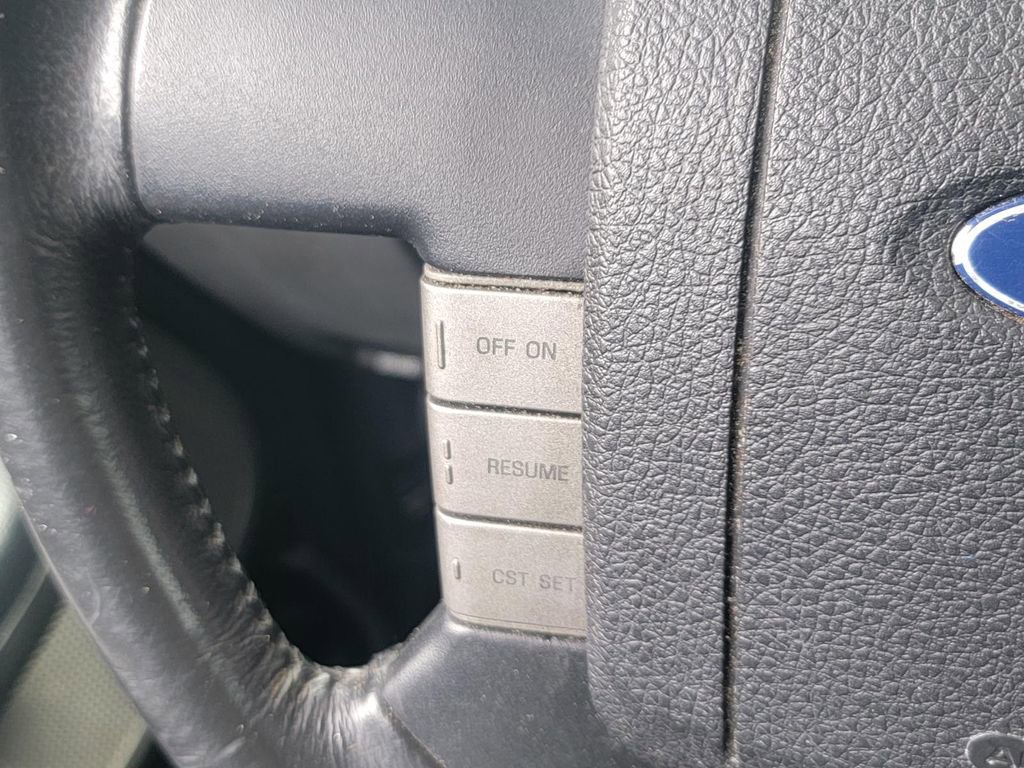 OFF ON
RESUME
CST SET